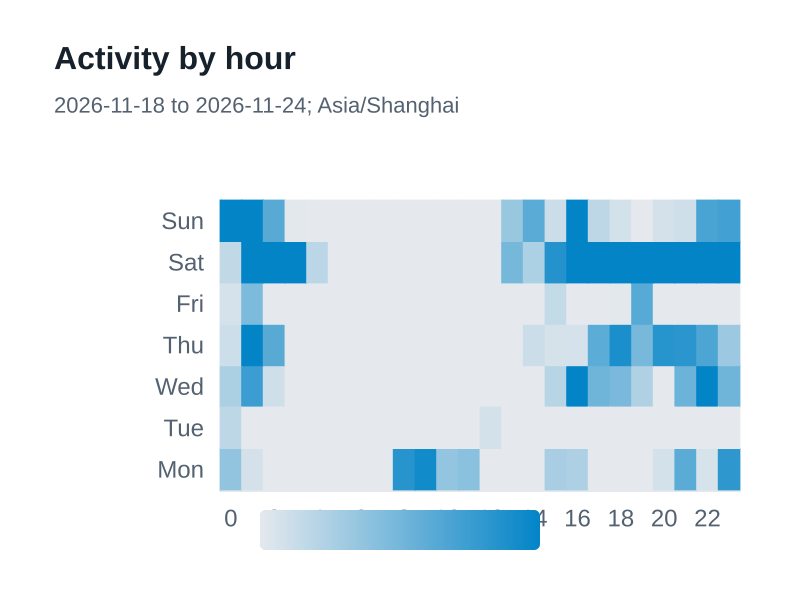 Activity by hour
2026-11-18 to 2026-11-24; Asia/Shanghai
Sun
Sat
Fri
Thu
Wed
Tue
Mon
0 16 18 20 22